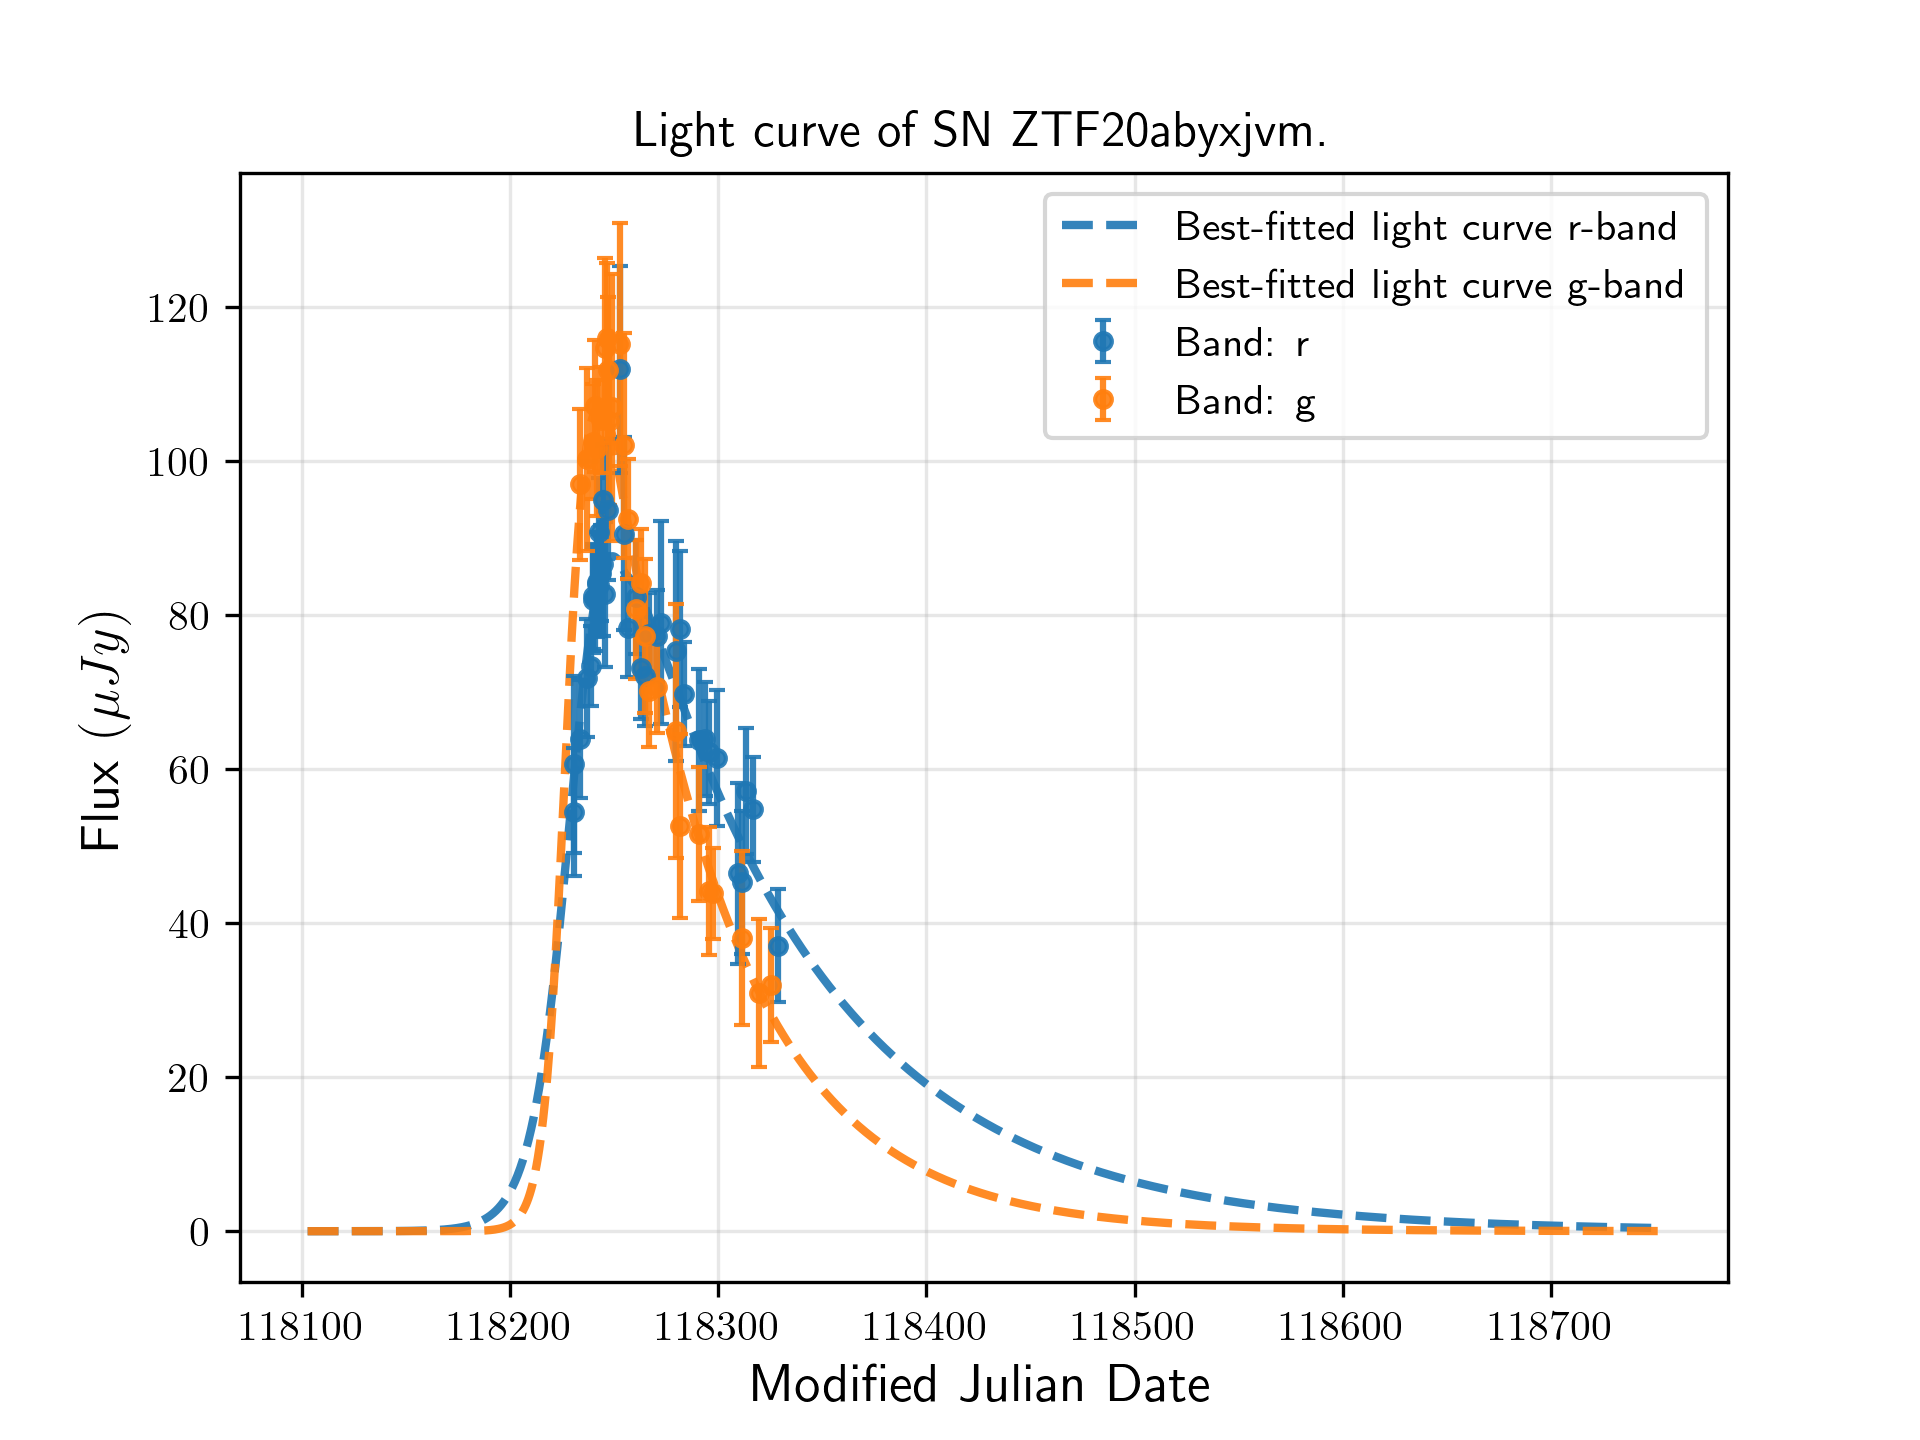 Light curve of SN ZTF20abyxjvm.
Best-fitted light curve r-band
Best-fitted light curve g-band
Band: r
Band: g
Flux (μJy)
120
100
80
60
40
20
0
118100 118200 118300 118400 118500 118600 118700
Modified Julian Date